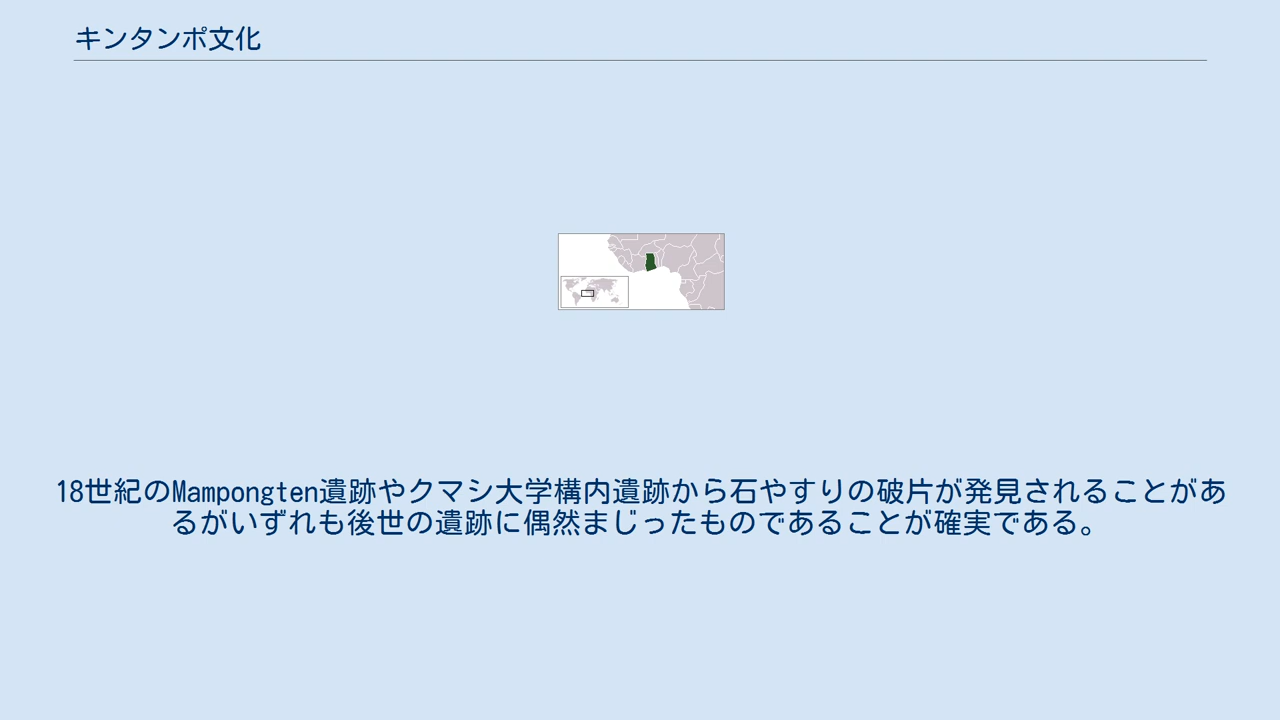 キンタンポ文化
18世紀のMampongten遺跡やクマシ大学構内遺跡から石やすりの破片が発見されることがあ
るがいずれも後世の遺跡に偶然まじったものであることが確実である。